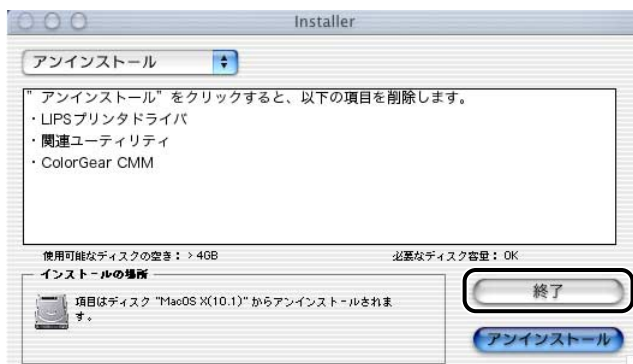 Installer
アンインストール
”アンインストール”をクリックすると、以下の項目を削除します。
・LIPSプリンタドライバ
・関連ユーティリティ
・ColorGear CMM
使用可能なディスクの空き：> 4GB 必要なディスク容量：OK
インストールの場所
項目はディスク "MacOS X(10.1)" からアンインストールされま
す。
終了
アンインストール